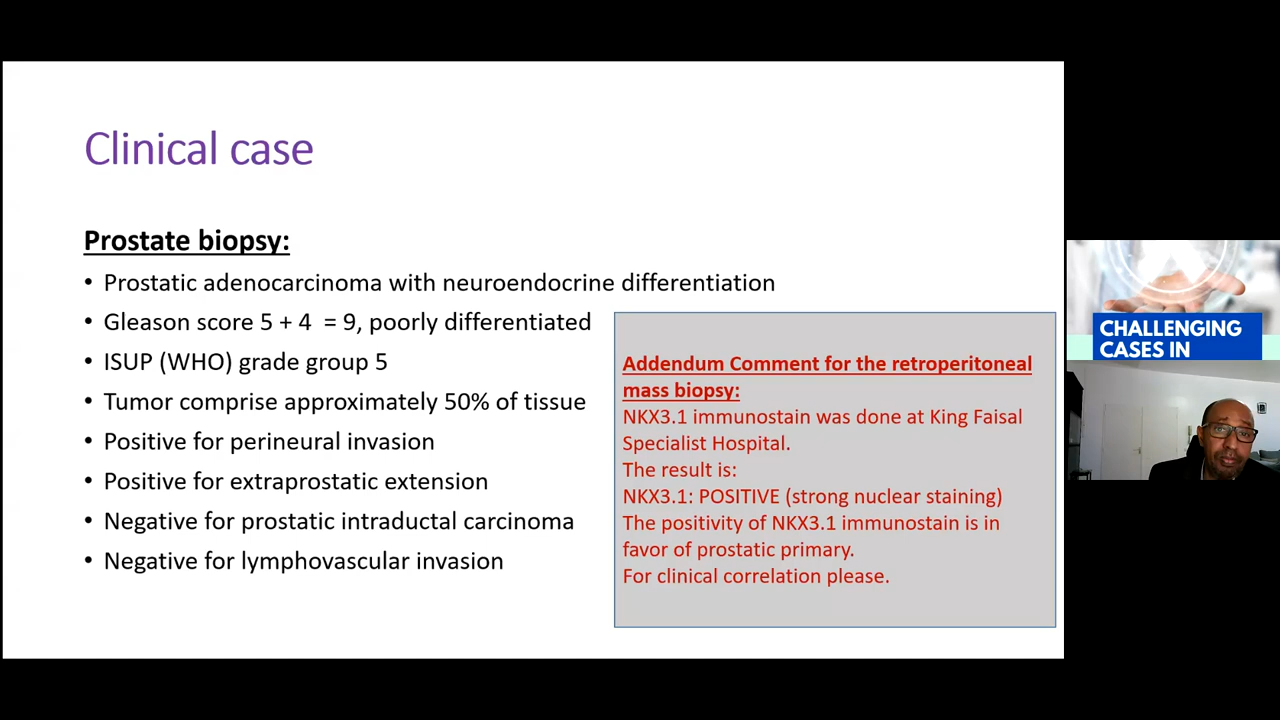 Clinical case
Prostate biopsy:
• Prostatic adenocarcinoma with neuroendocrine differentiation
• Gleason score 5 + 4 = 9, poorly differentiated
• ISUP (WHO) grade group 5
• Tumor comprise approximately 50% of tissue
• Positive for perineural invasion
• Positive for extraprostatic extension
• Negative for prostatic intraductal carcinoma
• Negative for lymphovascular invasion
Addendum Comment for the retroperitoneal
mass biopsy:
NKX3.1 immunostain was done at King Faisal
Specialist Hospital.
The result is:
NKX3.1: POSITIVE (strong nuclear staining)
The positivity of NKX3.1 immunostain is in
favor of prostatic primary.
For clinical correlation please.
CHALLENGING
CASES IN